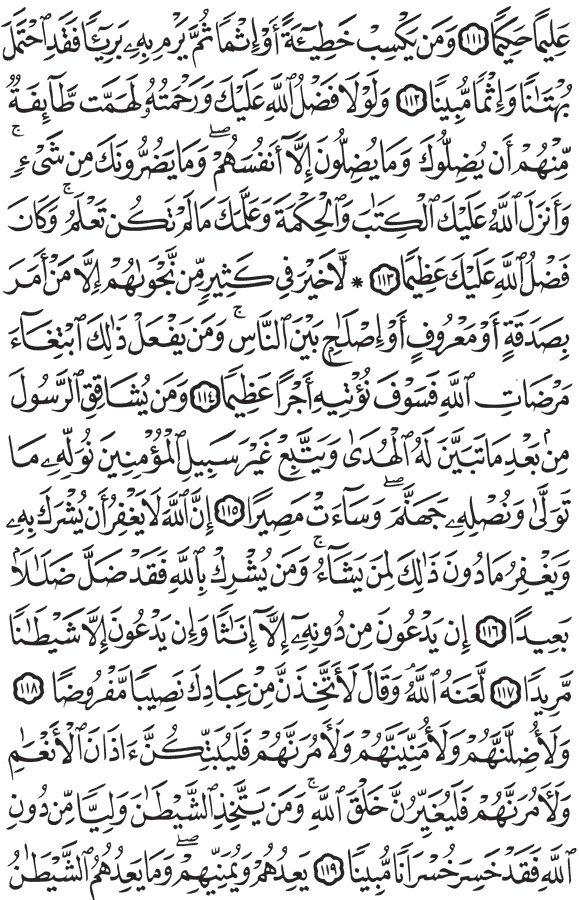 عَلِيمًا حَكِيمًا ۝١١١ وَمَن يَكْسِبْ خَطِيٓـَٔةً أَوْ إِثْمًا ثُمَّ يَرْمِ بِهِۦ بَرِيٓـًٔا فَقَدِ ٱحْتَمَلَ
بُهْتَـٰنًا وَإِثْمًا مُّبِينًا ۝١١٢ وَلَوْلَا فَضْلُ ٱللَّهِ عَلَيْكَ وَرَحْمَتُهُۥ لَهَمَّت طَّآئِفَةٌ
مِّنْهُمْ أَن يُضِلُّوكَ وَمَا يُضِلُّونَ إِلَّآ أَنفُسَهُمْ ۖ وَمَا يَضُرُّونَكَ مِن شَىْءٍ ۚ
وَأَنزَلَ ٱللَّهُ عَلَيْكَ ٱلْكِتَـٰبَ وَٱلْحِكْمَةَ وَعَلَّمَكَ مَا لَمْ تَكُن تَعْلَمُ ۚ وَكَانَ
فَضْلُ ٱللَّهِ عَلَيْكَ عَظِيمًا ۝١١٣ * لَّا خَيْرَ فِى كَثِيرٍ مِّن نَّجْوَىٰهُمْ إِلَّا مَنْ أَمَرَ
بِصَدَقَةٍ أَوْ مَعْرُوفٍ أَوْ إِصْلَـٰحٍۭ بَيْنَ ٱلنَّاسِ ۚ وَمَن يَفْعَلْ ذَٰلِكَ ٱبْتِغَآءَ
مَرْضَاتِ ٱللَّهِ فَسَوْفَ نُؤْتِيهِ أَجْرًا عَظِيمًا ۝١١٤ وَمَن يُشَاقِقِ ٱلرَّسُولَ
مِنۢ بَعْدِ مَا تَبَيَّنَ لَهُ ٱلْهُدَىٰ وَيَتَّبِعْ غَيْرَ سَبِيلِ ٱلْمُؤْمِنِينَ نُوَلِّهِۦ مَا
تَوَلَّىٰ وَنُصْلِهِۦ جَهَنَّمَ ۖ وَسَآءَتْ مَصِيرًا ۝١١٥ إِنَّ ٱللَّهَ لَا يَغْفِرُ أَن يُشْرَكَ بِهِۦ
وَيَغْفِرُ مَا دُونَ ذَٰلِكَ لِمَن يَشَآءُ ۚ وَمَن يُشْرِكْ بِٱللَّهِ فَقَدْ ضَلَّ ضَلَـٰلًۢا
بَعِيدًا ۝١١٦ إِن يَدْعُونَ مِن دُونِهِۦٓ إِلَّآ إِنَـٰثًا وَإِن يَدْعُونَ إِلَّا شَيْطَـٰنًا
مَّرِيدًا ۝١١٧ لَّعَنَهُ ٱللَّهُ ۘ وَقَالَ لَأَتَّخِذَنَّ مِنْ عِبَادِكَ نَصِيبًا مَّفْرُوضًا ۝١١٨
وَلَأُضِلَّنَّهُمْ وَلَأُمَنِّيَنَّهُمْ وَلَـَٔامُرَنَّهُمْ فَلَيُبَتِّكُنَّ ءَاذَانَ ٱلْأَنْعَـٰمِ
وَلَـَٔامُرَنَّهُمْ فَلَيُغَيِّرُنَّ خَلْقَ ٱللَّهِ ۚ وَمَن يَتَّخِذِ ٱلشَّيْطَـٰنَ وَلِيًّا مِّن دُونِ
ٱللَّهِ فَقَدْ خَسِرَ خُسْرَانًا مُّبِينًا ۝١١٩ يَعِدُهُمْ وَيُمَنِّيهِمْ ۖ وَمَا يَعِدُهُمُ ٱلشَّيْطَـٰنُ